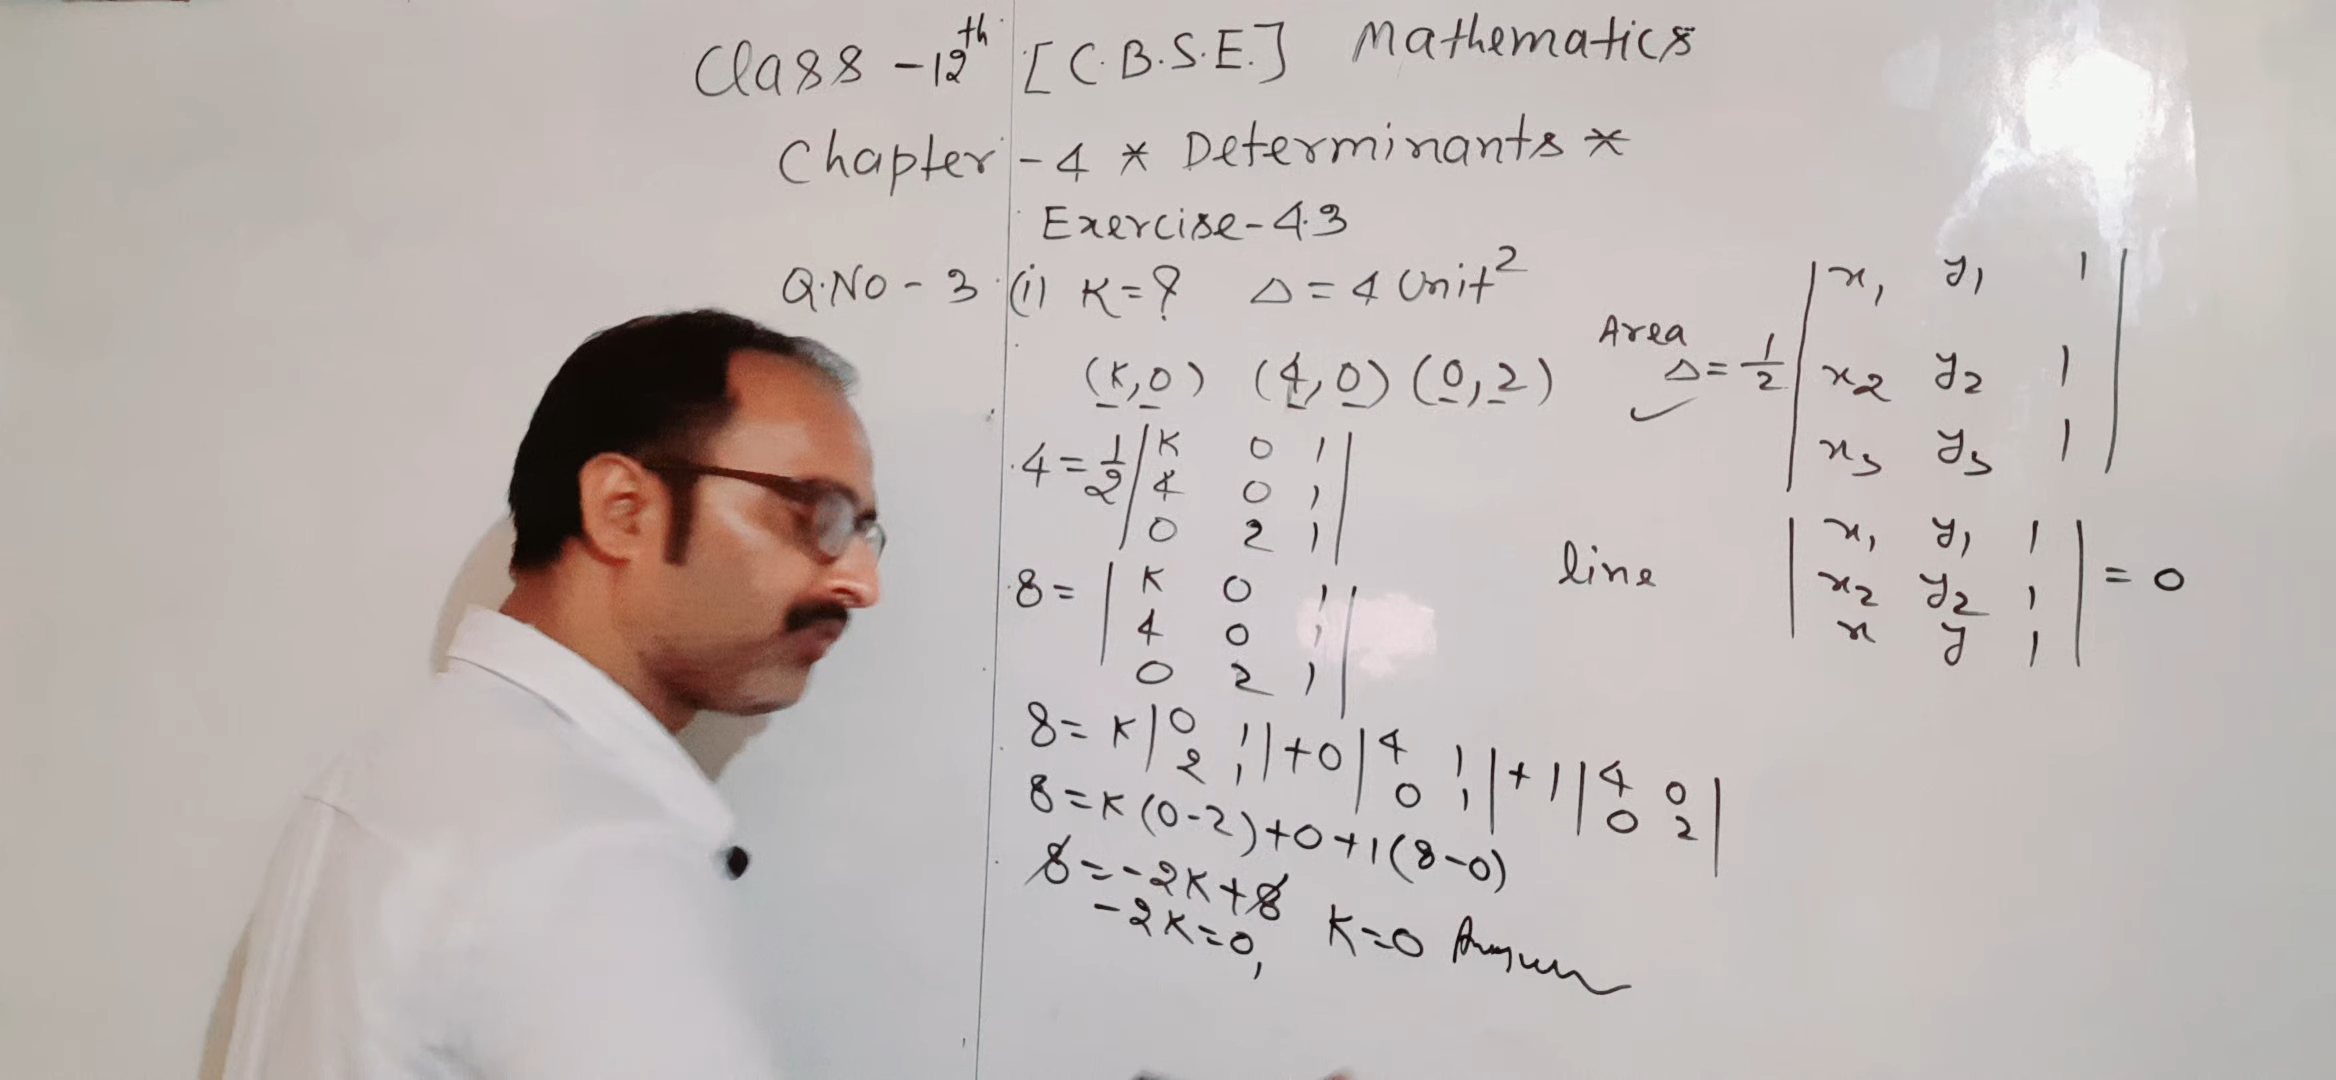 Class - 12th [C.B.S.E.] Mathematics
Chapter - 4 * Determinants *
Exercise - 4.3
Q.NO - 3 (i) K = ? △ = 4 Unit²
(K,0) (4,0) (0,2)
4 = 1/2 | K 0 1 |
| 4 0 1 |
| 0 2 1 |
8 = | K 0 1 |
| 4 0 1 |
| 0 2 1 |
8 = K | 0 1 | + 0 | 4 1 | + 1 | 4 0 |
| 2 1 | | 0 1 | | 0 2 |
8 = K (0-2) + 0 + 1 (8-0)
8 = -2K + 8
-2K = 0, K = 0 Answer
Area
△ = 1/2 | x₁ y₁ 1 |
| x₂ y₂ 1 |
| x₃ y₃ 1 |
line | x₁ y₁ 1 |
| x₂ y₂ 1 | = 0
| x y 1 |